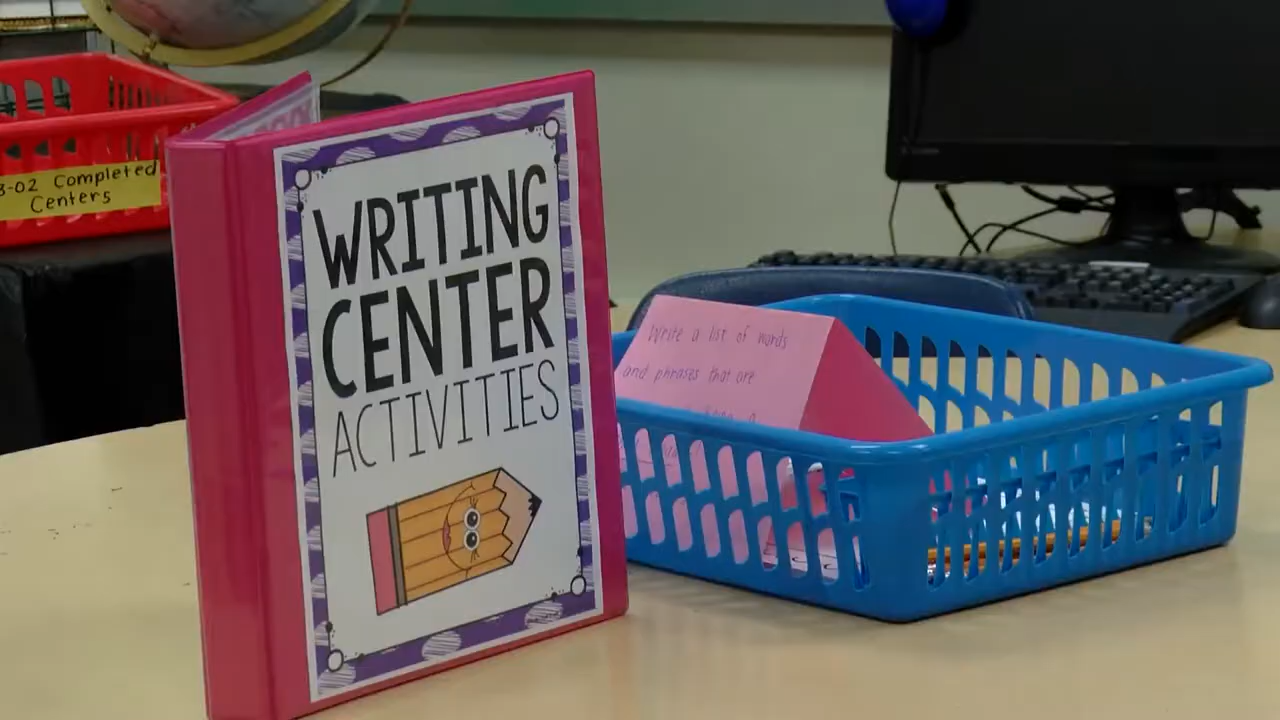 3-02 Completed
Centers
WRITING
CENTER
ACTIVITIES
Write a list of words
and phrases that are